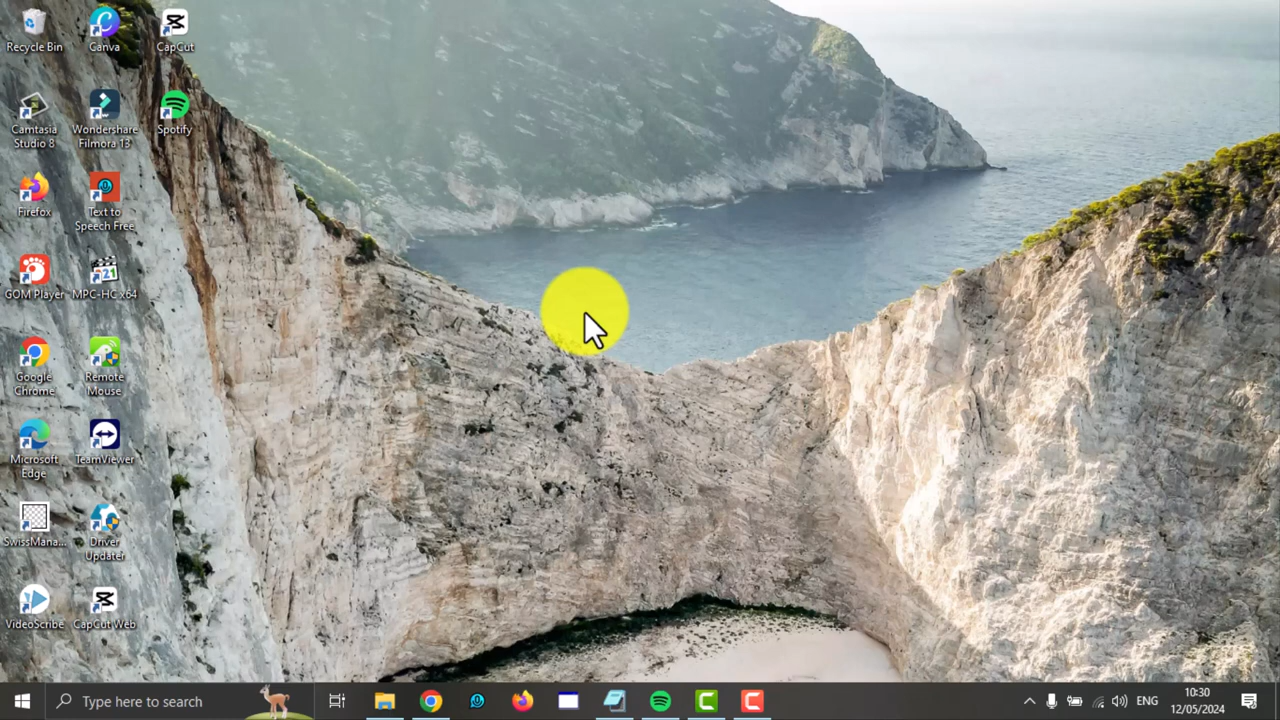 Recycle Bin
Canva
CapCut
Camtasia
Studio 8
Wondershare
Filmora 13
Spotify
Firefox
Text to
Speech Free
GOM Player
MPC-HC x64
Google
Chrome
Remote
Mouse
Microsoft
Edge
TeamViewer
SwissMana...
Driver
Updater
VideoScribe
CapCut Web
Type here to search
ENG
10:30
12/05/2024